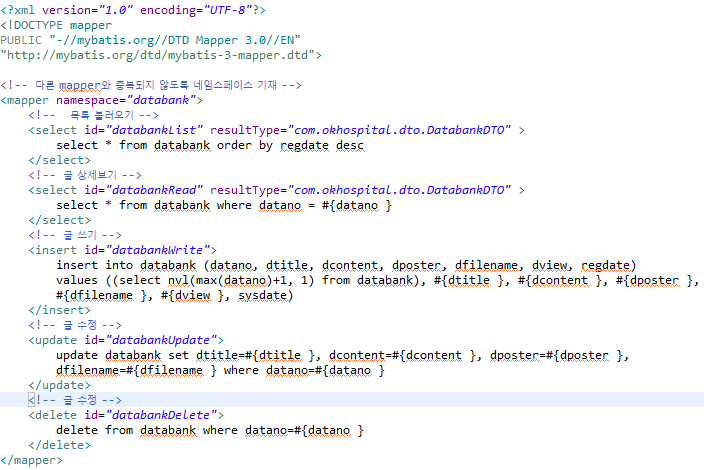 <?xml version="1.0" encoding="UTF-8"?>
<!DOCTYPE mapper
PUBLIC "-//mybatis.org//DTD Mapper 3.0//EN"
"http://mybatis.org/dtd/mybatis-3-mapper.dtd">
<!-- 다른 mapper와 중복되지 않도록 네임스페이스 기재 -->
<mapper namespace="databank">
<!-- 목록 불러오기 -->
<select id="databankList" resultType="com.okhospital.dto.DatabankDTO" >
select * from databank order by regdate desc
</select>
<!-- 글 상세보기 -->
<select id="databankRead" resultType="com.okhospital.dto.DatabankDTO" >
select * from databank where datano = #{datano }
</select>
<!-- 글 쓰기 -->
<insert id="databankWrite">
insert into databank (datano, dtitle, dcontent, dposter, dfilename, dview, regdate)
values ((select nvl(max(datano)+1, 1) from databank), #{dtitle }, #{dcontent }, #{dposter },
#{dfilename }, #{dview }, sysdate)
</insert>
<!-- 글 수정 -->
<update id="databankUpdate">
update databank set dtitle=#{dtitle }, dcontent=#{dcontent }, dposter=#{dposter },
dfilename=#{dfilename } where datano=#{datano }
</update>
<!-- 글 수정 -->
<delete id="databankDelete">
delete from databank where datano=#{datano }
</delete>
</mapper>